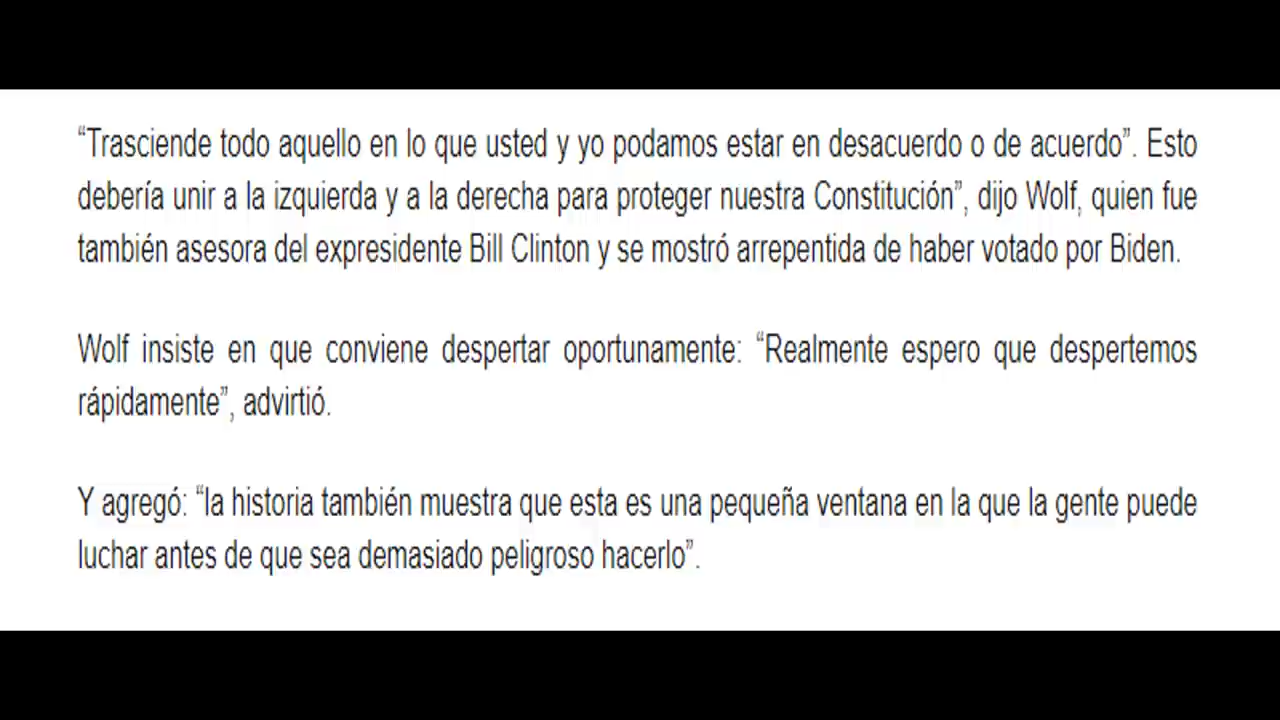 “Trasciende todo aquello en lo que usted y yo podamos estar en desacuerdo o de acuerdo”. Esto
debería unir a la izquierda y a la derecha para proteger nuestra Constitución”, dijo Wolf, quien fue
también asesora del expresidente Bill Clinton y se mostró arrepentida de haber votado por Biden.
Wolf insiste en que conviene despertar oportunamente: “Realmente espero que despertemos
rápidamente”, advirtió.
Y agregó: “la historia también muestra que esta es una pequeña ventana en la que la gente puede
luchar antes de que sea demasiado peligroso hacerlo”.